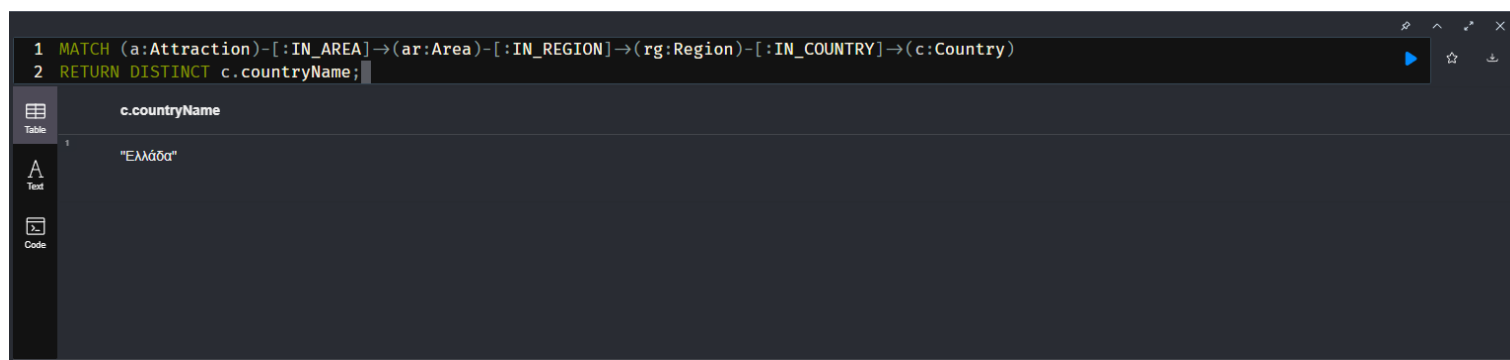 1 MATCH (a:Attraction)-[:IN_AREA]→(ar:Area)-[:IN_REGION]→(rg:Region)-[:IN_COUNTRY]→(c:Country)
2 RETURN DISTINCT c.countryName;
Table
c.countryName
1
"Ελλάδα"
A
Text
Code